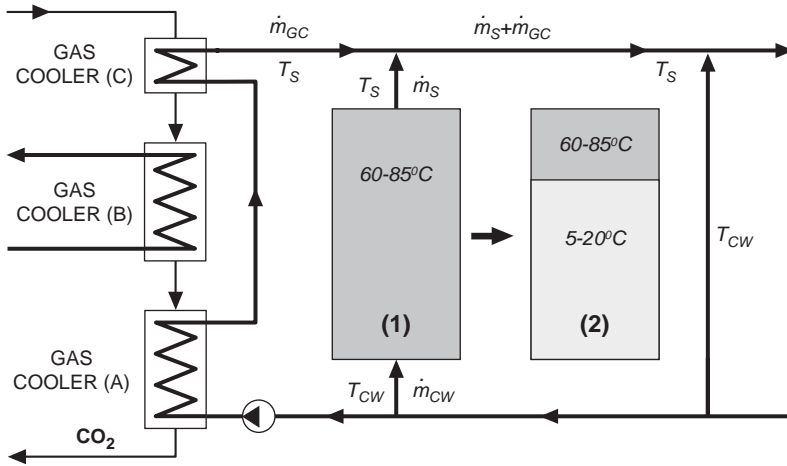 GAS
COOLER (C)
ṁGC
TS
ṁS+ṁGC
TS
TS ṁS
60-85⁰C
60-85⁰C
GAS
COOLER (B)
5-20⁰C
TCW
(1)
(2)
GAS
COOLER (A)
TCW ṁCW
CO₂